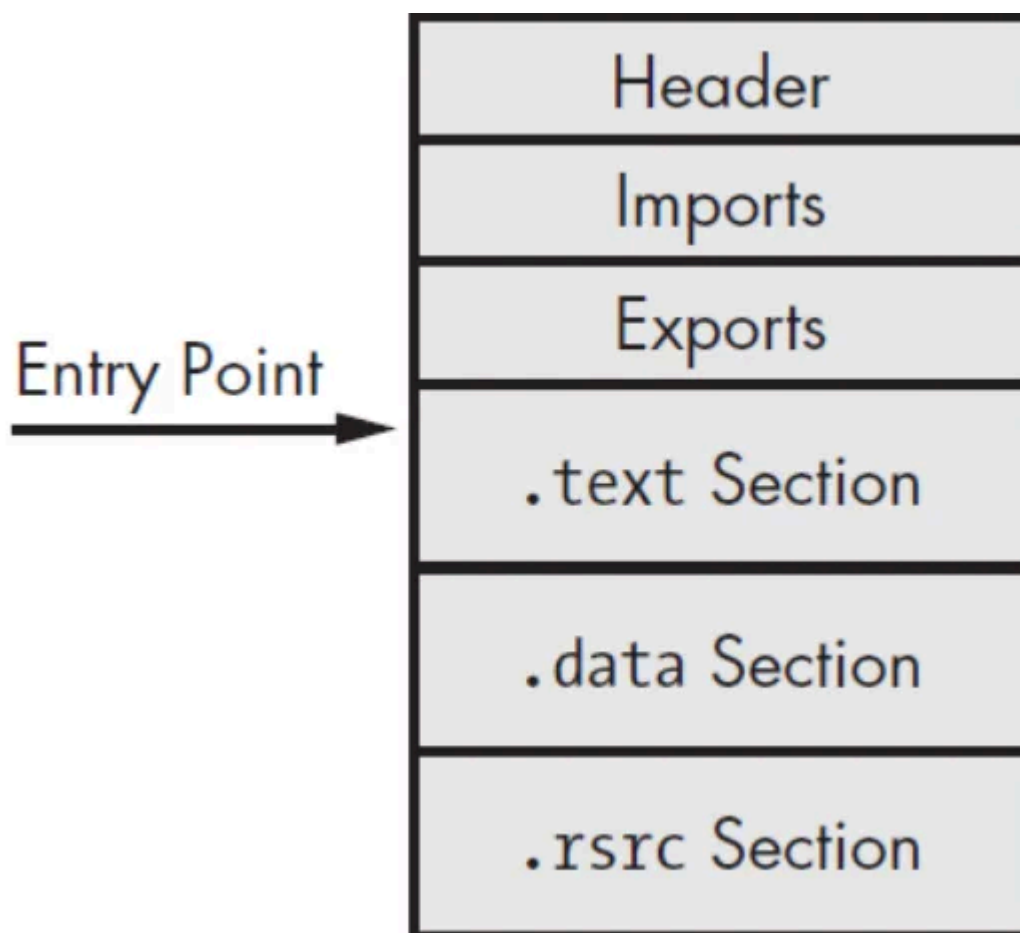 Header
Imports
Exports
Entry Point
.text Section
.data Section
.rsrc Section